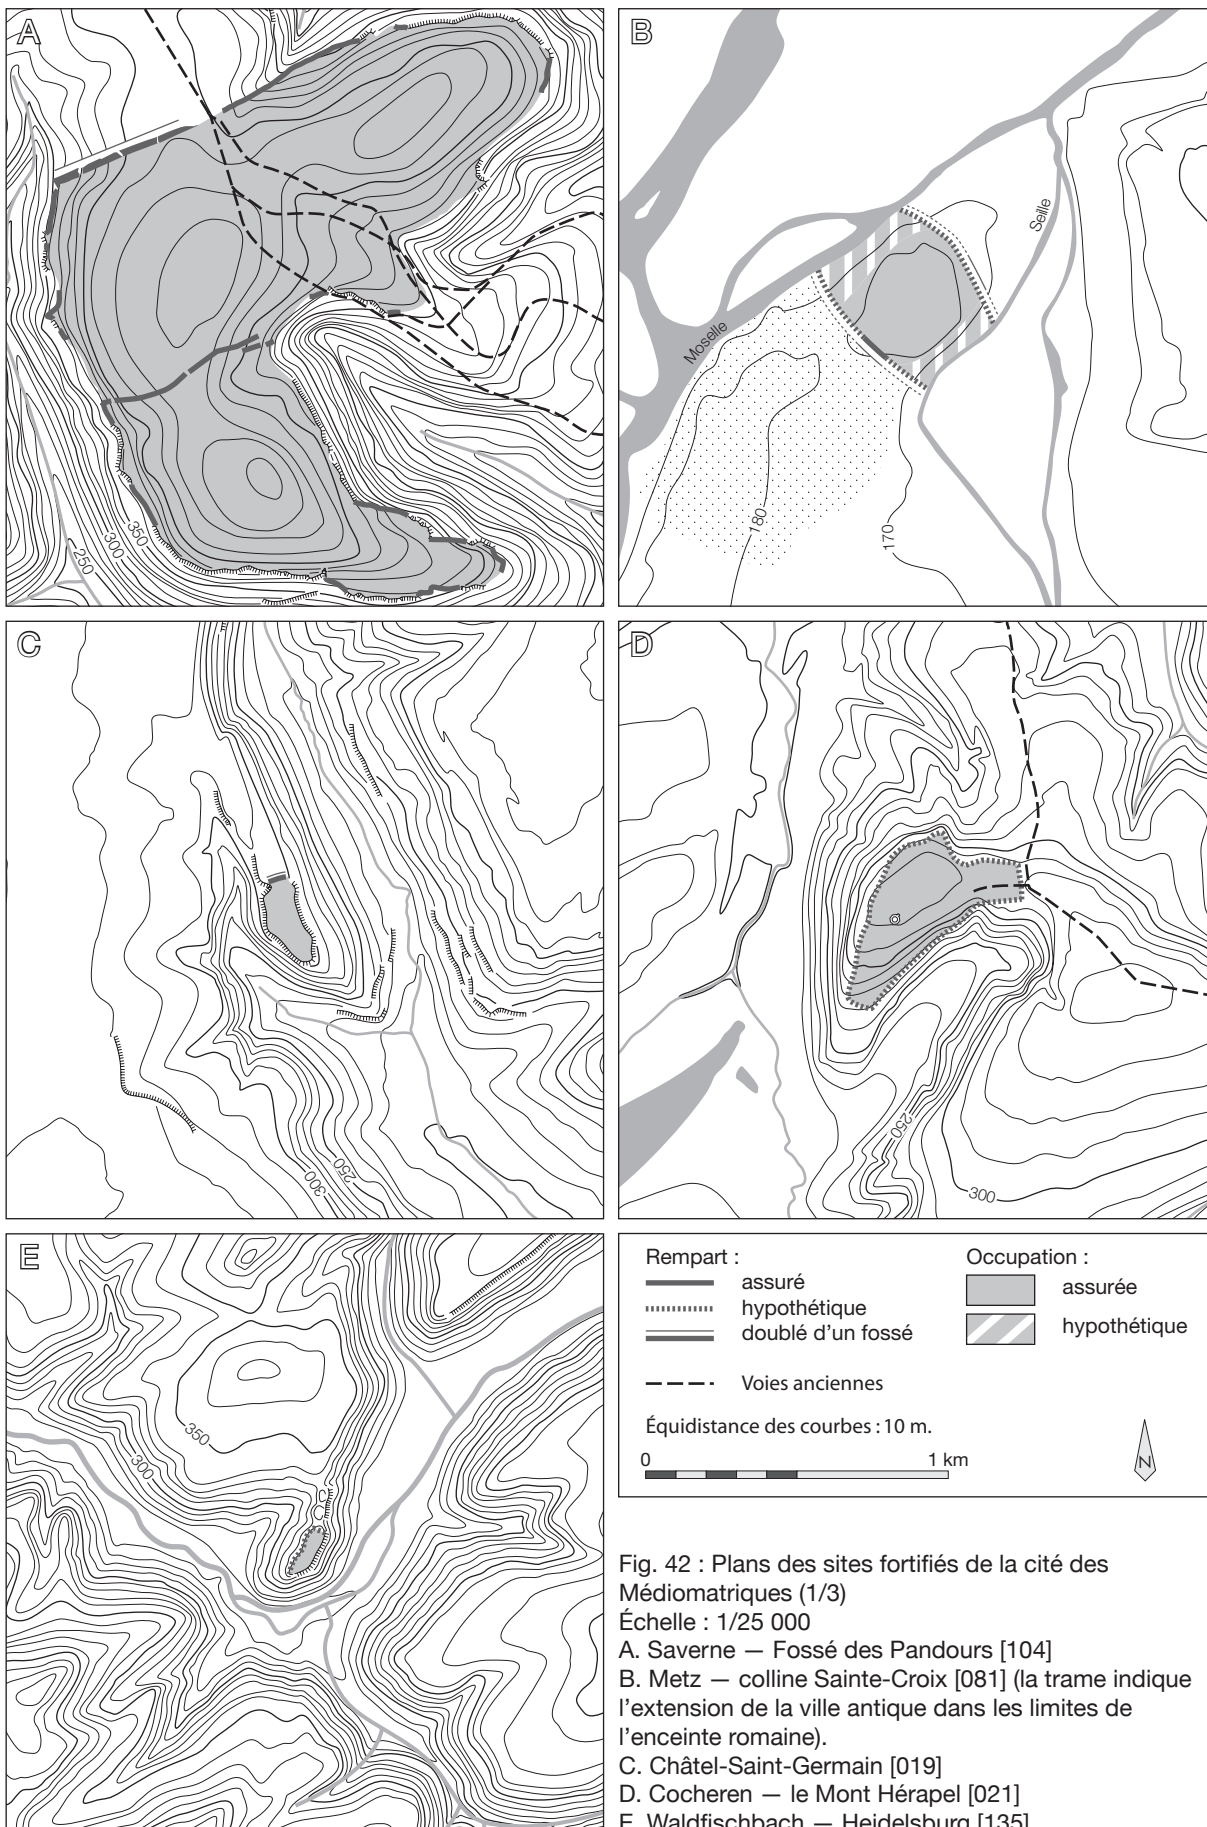 A
350
300
250
B
Moselle
Seille
180
170
C
300
250
D
250
300
E
350
300
Rempart :
assuré
hypothétique
doublé d'un fossé
Occupation :
assurée
hypothétique
Voies anciennes
Équidistance des courbes : 10 m.
0 1 km
N
Fig. 42 : Plans des sites fortifiés de la cité des
Médiomatriques (1/3)
Échelle : 1/25 000
A. Saverne — Fossé des Pandours [104]
B. Metz — colline Sainte-Croix [081] (la trame indique
l'extension de la ville antique dans les limites de
l'enceinte romaine).
C. Châtel-Saint-Germain [019]
D. Cocheren — le Mont Hérapel [021]
E. Waldfischbach — Heidelsburg [135]